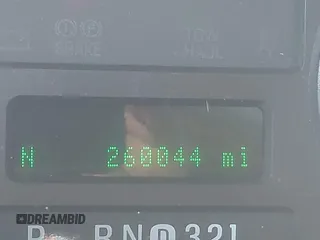 BRAKE
TOW
HAUL
N 260044 mi
P R N D 3 2 1
DREAMBID